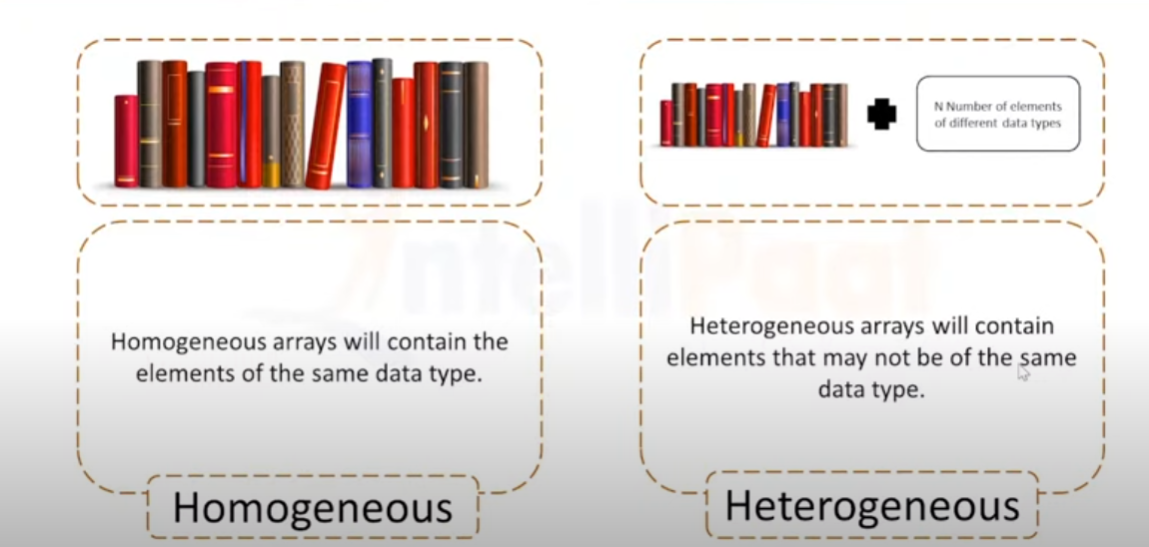 N Number of elements
of different data types
IntelliPaat
Homogeneous arrays will contain the
elements of the same data type.
Heterogeneous arrays will contain
elements that may not be of the same
data type.
Homogeneous
Heterogeneous